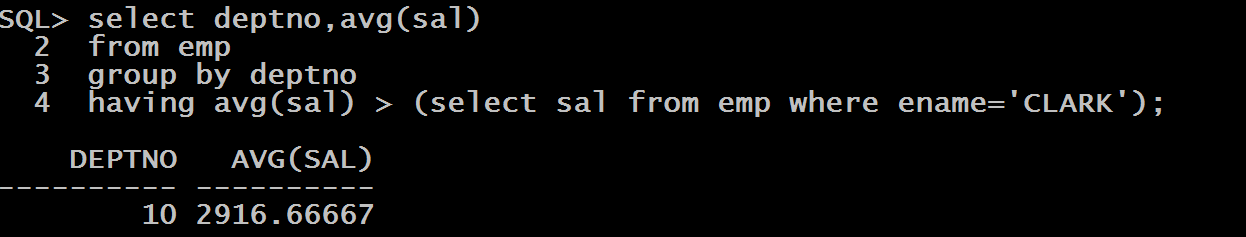 SQL> select deptno,avg(sal)
  2  from emp
  3  group by deptno
  4  having avg(sal) > (select sal from emp where ename='CLARK');

    DEPTNO   AVG(SAL)
---------- ----------
        10 2916.66667